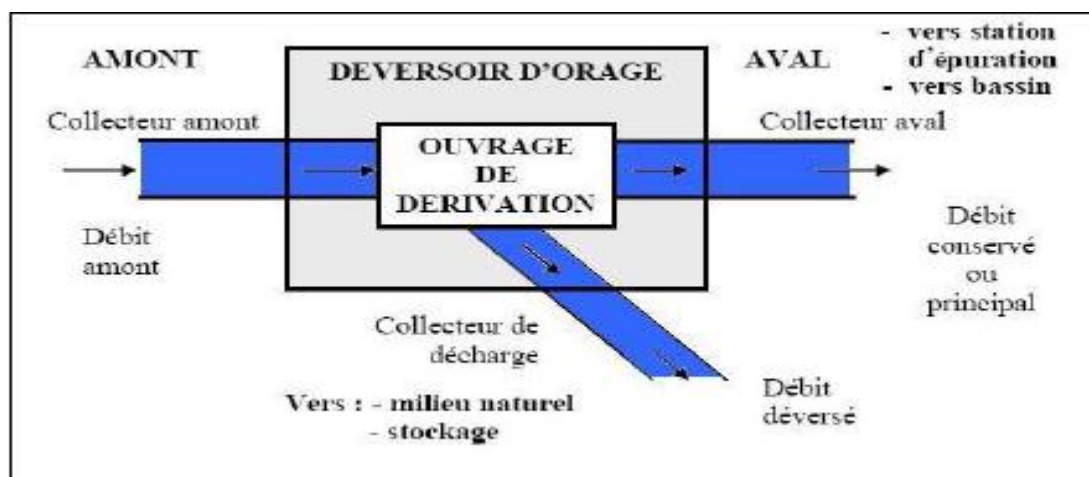 AMONT
DEVERSOIR D'ORAGE
AVAL
- vers station
d'épuration
- vers bassin
Collecteur amont
Collecteur aval
OUVRAGE
DE
DERIVATION
Débit
amont
Débit
conservé
ou
principal
Collecteur de
décharge
Vers : - milieu naturel
- stockage
Débit
déversé